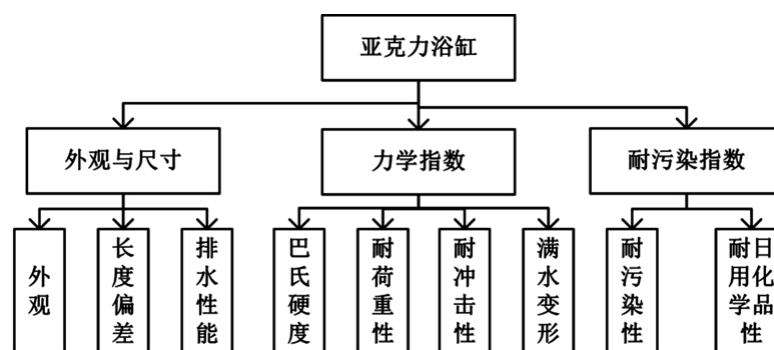 亚克力浴缸
外观与尺寸
力学指数
耐污染指数
外观
长度偏差
排水性能
巴氏硬度
耐荷重性
耐冲击性
满水变形
耐污染性
耐日用化学品性